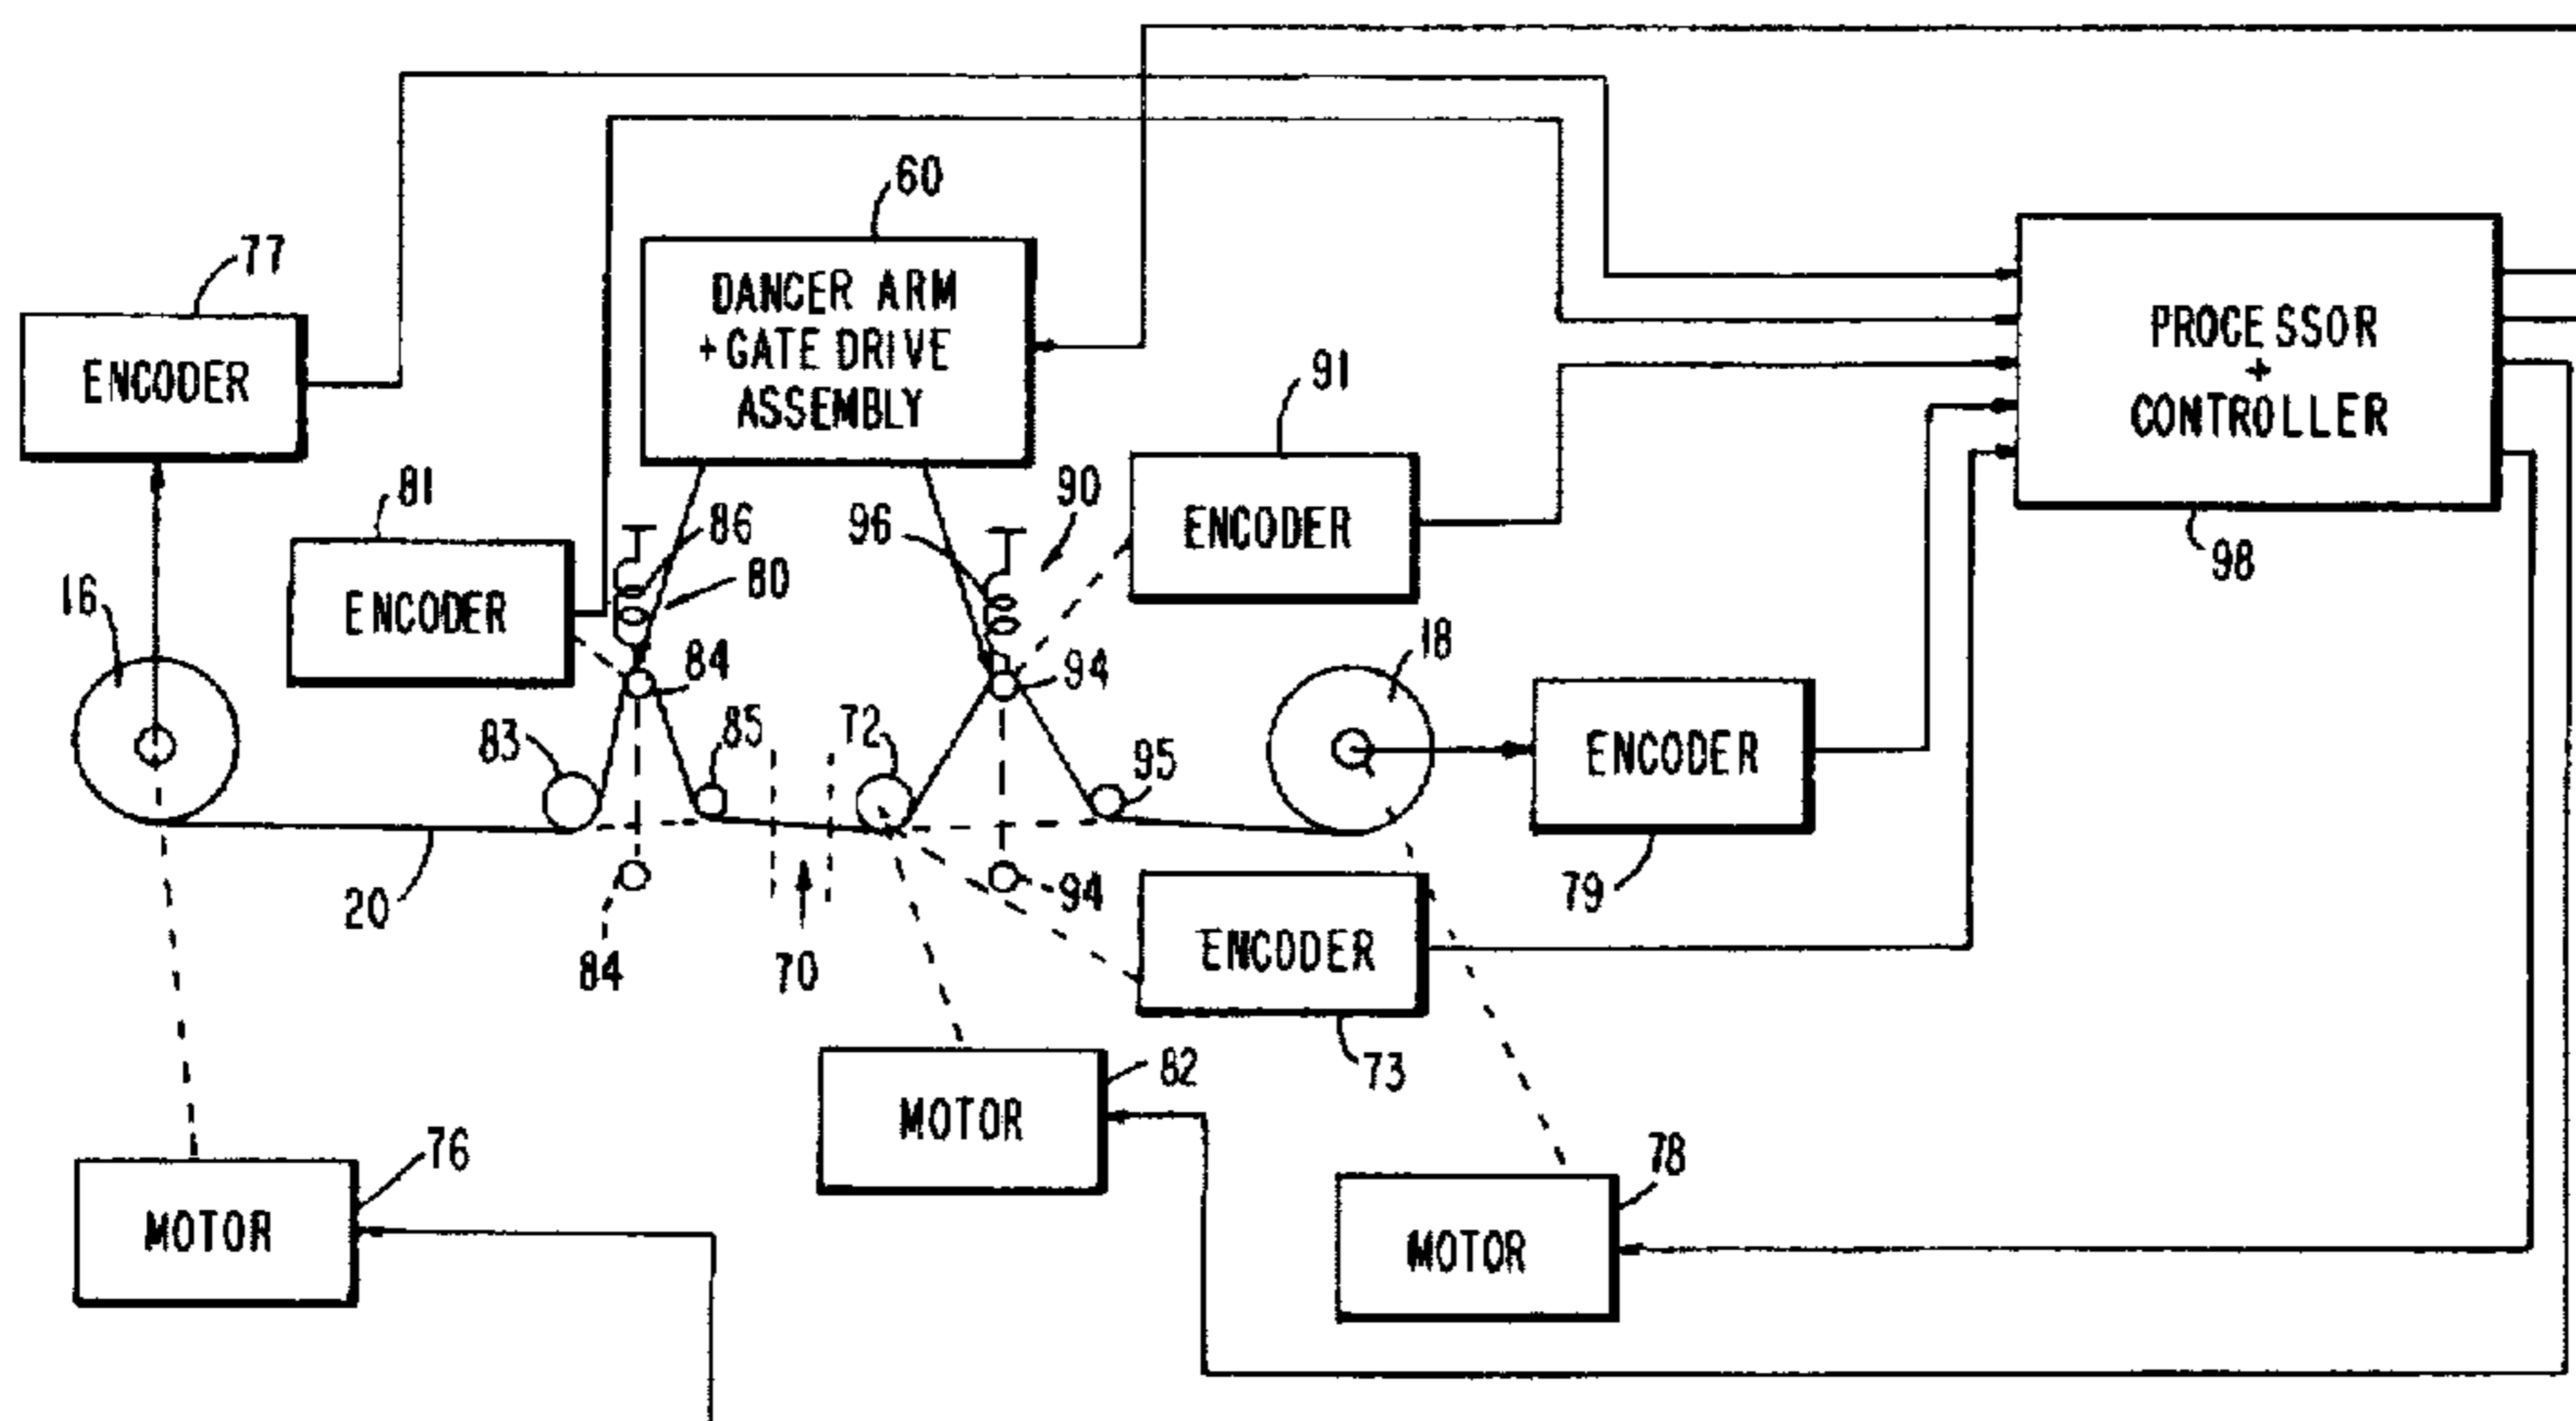 60
77
DANCER ARM
+ GATE DRIVE
ASSEMBLY
ENCODER
91
PROCESSOR
+
CONTROLLER
81
86
96
90
ENCODER
98
16
80
ENCODER
84
94
18
83
85
72
95
ENCODER
20
84
70
94
79
ENCODER
73
82
MOTOR
76
78
MOTOR
MOTOR